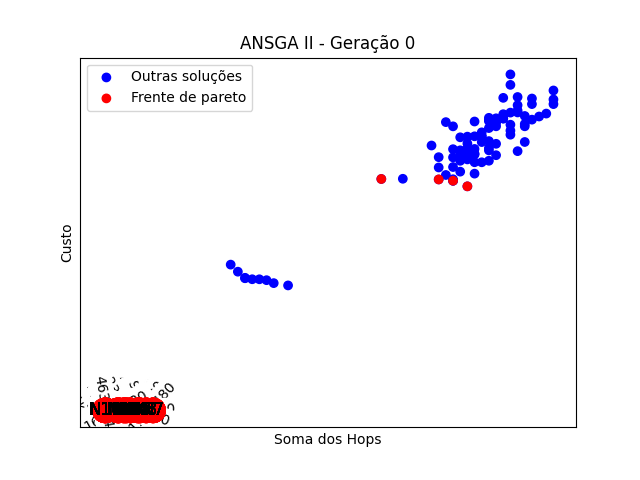 ANSGA II - Geração 0
Outras soluções
Frente de pareto
Custo
Soma dos Hops